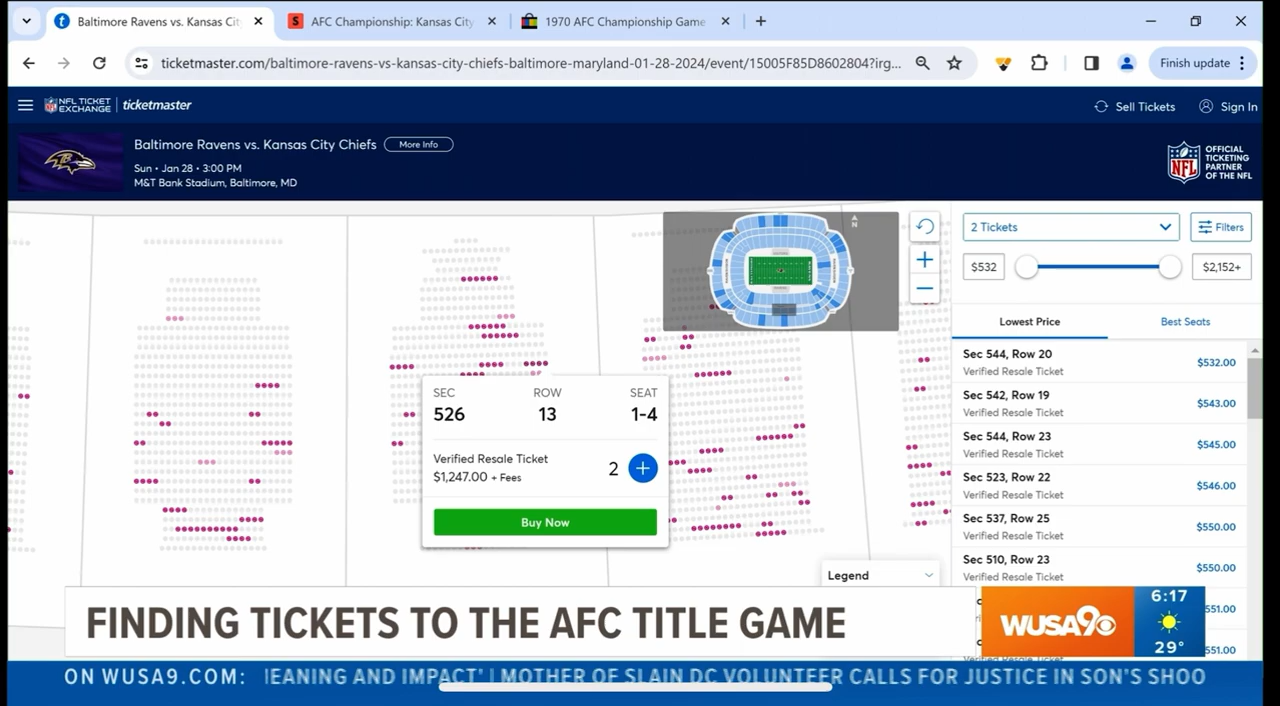 Baltimore Ravens vs. Kansas Cit
AFC Championship: Kansas City
1970 AFC Championship Game
ticketmaster.com/baltimore-ravens-vs-kansas-city-chiefs-baltimore-maryland-01-28-2024/event/15005F85D8602804?irg...
Finish update
NFL TICKET EXCHANGE
ticketmaster
Sell Tickets
Sign In
Baltimore Ravens vs. Kansas City Chiefs
More Info
Sun • Jan 28 • 3:00 PM
M&T Bank Stadium, Baltimore, MD
NFL
OFFICIAL
TICKETING
PARTNER
OF THE NFL
N
2 Tickets
Filters
$532
$2,152+
Lowest Price
Best Seats
Sec 544, Row 20
Verified Resale Ticket
$532.00
Sec 542, Row 19
Verified Resale Ticket
$543.00
Sec 544, Row 23
Verified Resale Ticket
$545.00
Sec 523, Row 22
Verified Resale Ticket
$546.00
Sec 537, Row 25
Verified Resale Ticket
$550.00
Sec 510, Row 23
Verified Resale Ticket
$550.00
551.00
551.00
SEC ROW SEAT
526 13 1-4
Verified Resale Ticket
$1,247.00 + Fees
2
Buy Now
Legend
FINDING TICKETS TO THE AFC TITLE GAME
WUSA9
6:17
29°
ON WUSA9.COM: EANING AND IMPACT' | MOTHER OF SLAIN DC VOLUNTEER CALLS FOR JUSTICE IN SON'S SHOO